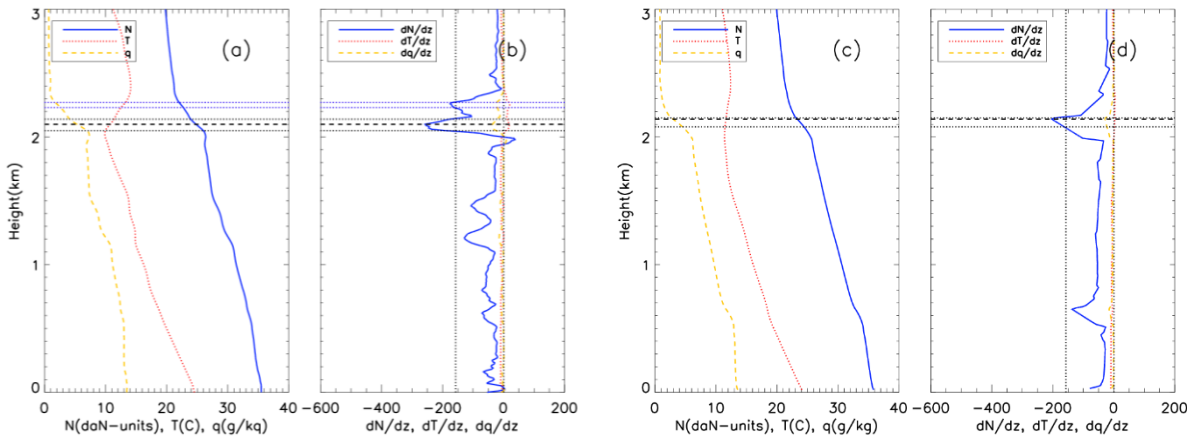 3
2
1
0
Height(km)
N
T
q
(a)
0 10 20 30 40
N(daN-units), T(C), q(g/kq)
dN/dz
dT/dz
dq/dz
(b)
-600 -400 -200 0 200
dN/dz, dT/dz, dq/dz
3
2
1
0
Height(km)
N
T
q
(c)
0 10 20 30 40
N(daN-units), T(C), q(g/kg)
dN/dz
dT/dz
dq/dz
(d)
-600 -400 -200 0 200
dN/dz, dT/dz, dq/dz